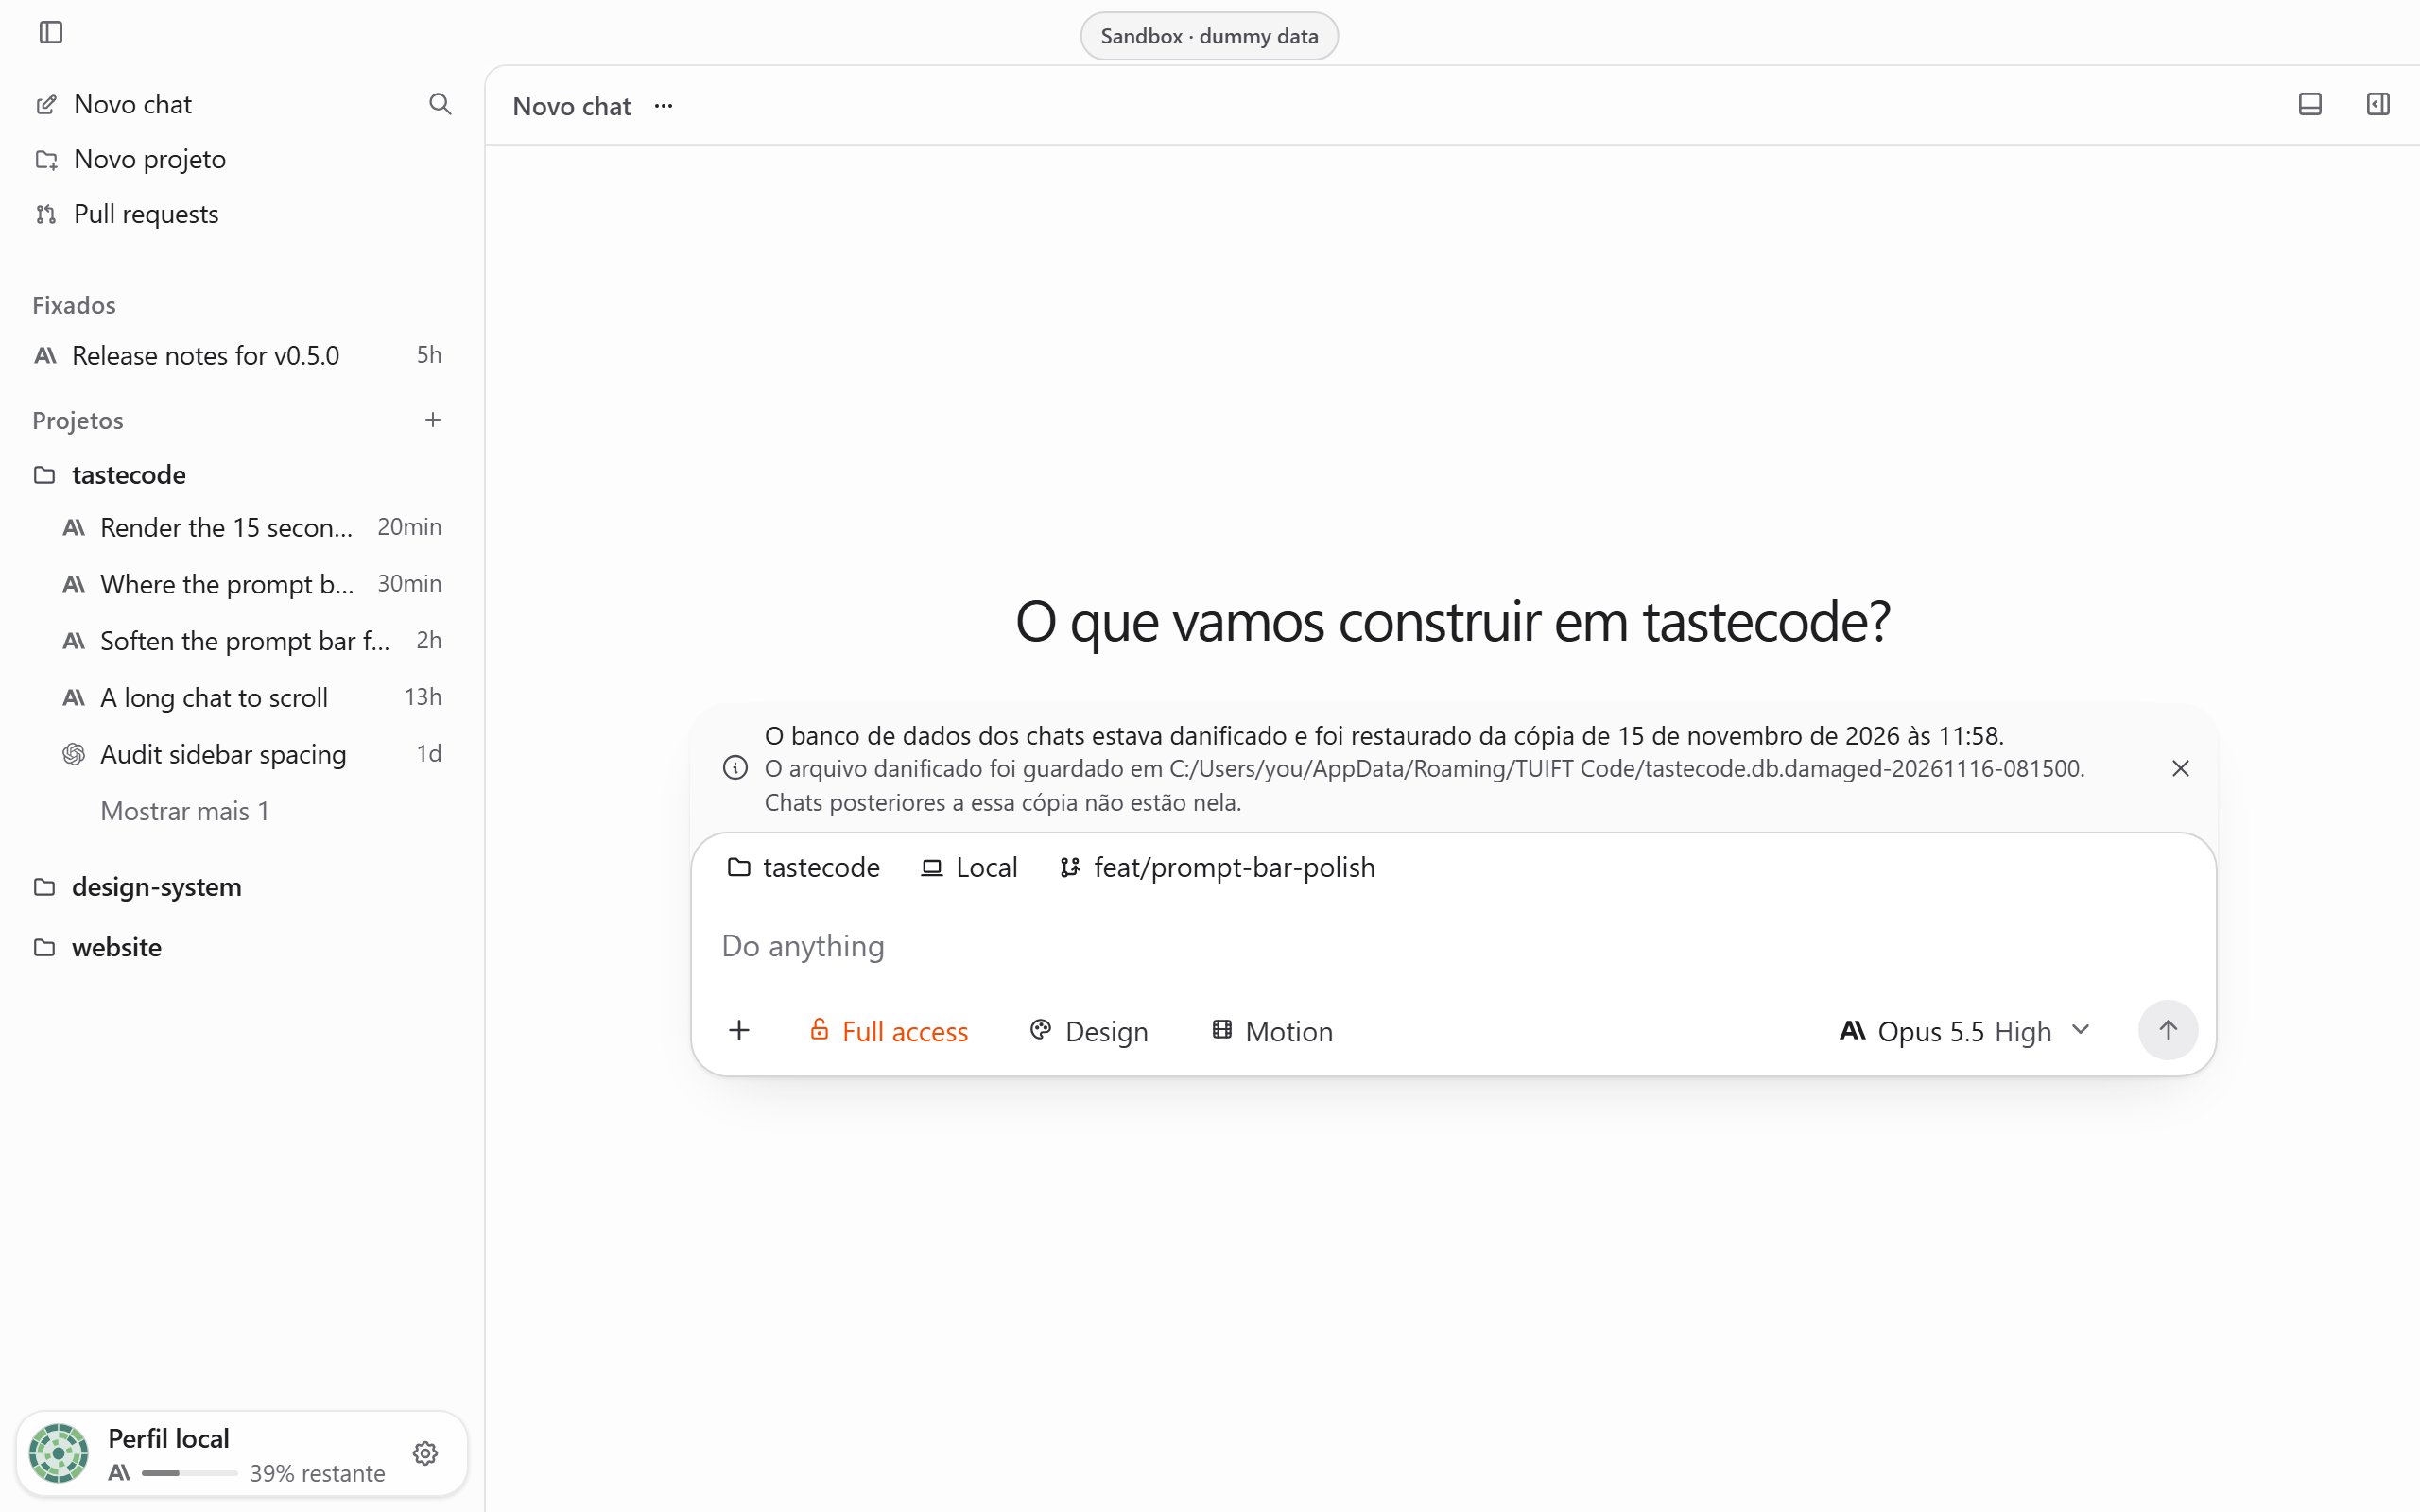 Sandbox · dummy data
Novo chat
Novo projeto
Pull requests
Fixados
Release notes for v0.5.0 5h
Projetos
tastecode
Render the 15 secon... 20min
Where the prompt b... 30min
Soften the prompt bar f... 2h
A long chat to scroll 13h
Audit sidebar spacing 1d
Mostrar mais 1
design-system
website
Perfil local
39% restante
Novo chat
O que vamos construir em tastecode?
O banco de dados dos chats estava danificado e foi restaurado da cópia de 15 de novembro de 2026 às 11:58.
O arquivo danificado foi guardado em C:/Users/you/AppData/Roaming/TUIFT Code/tastecode.db.damaged-20261116-081500.
Chats posteriores a essa cópia não estão nela.
tastecode Local feat/prompt-bar-polish
Do anything
Full access Design Motion Opus 5.5 High